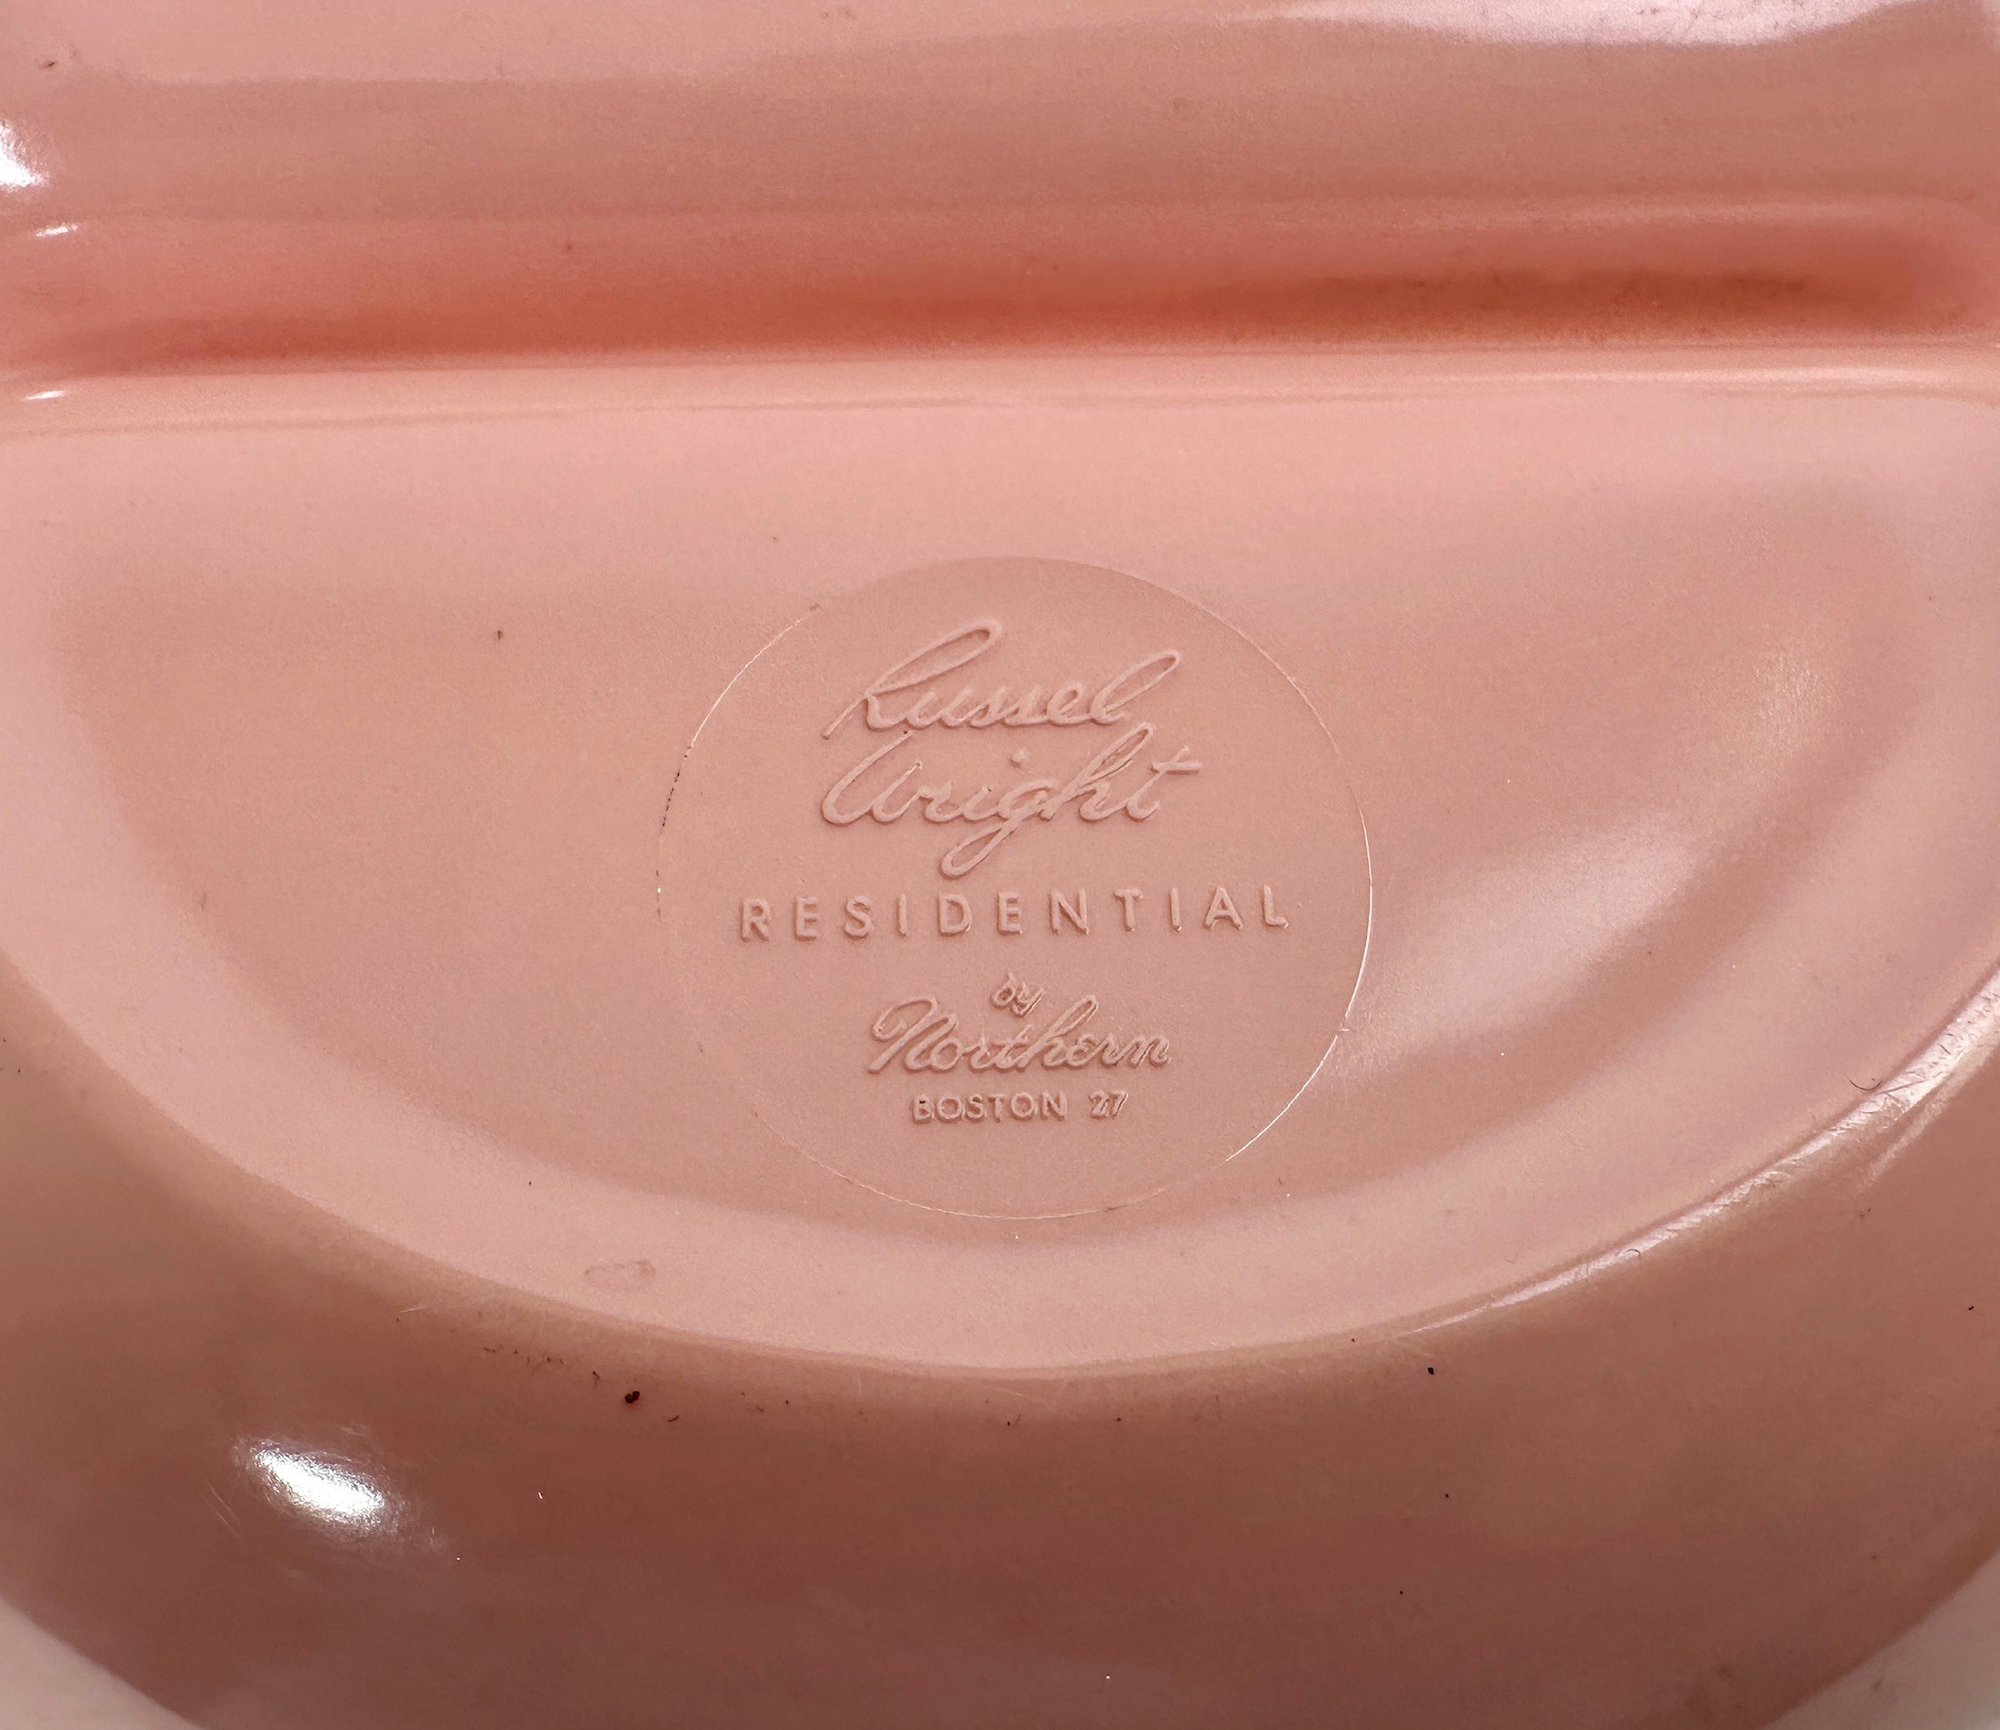 Russel
Wright
RESIDENTIAL
by
Northern
BOSTON 27